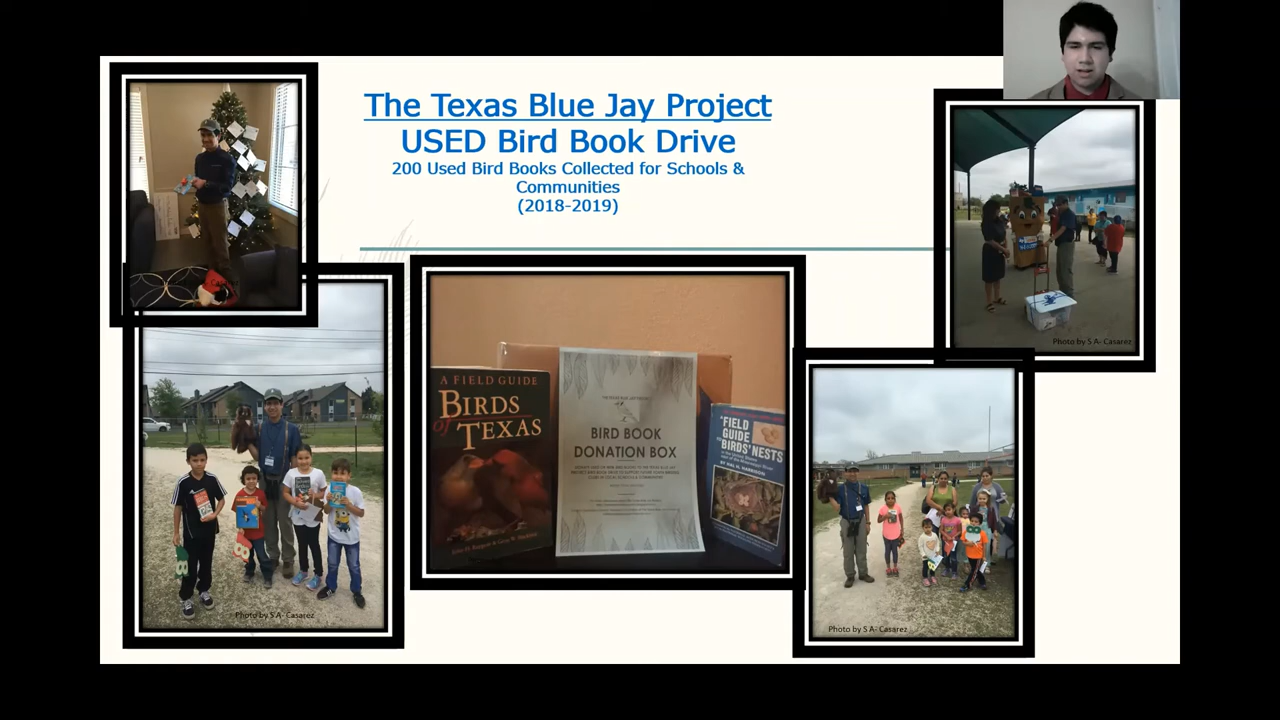 The Texas Blue Jay Project
USED Bird Book Drive
200 Used Bird Books Collected for Schools &
Communities
(2018-2019)
Photo by S A- Casarez
A FIELD GUIDE
BIRDS
of TEXAS
BIRD BOOK
DONATION BOX
FIELD
GUIDE
BIRDS' NESTS
Photo by S A- Casarez
Photo by S A- Casarez